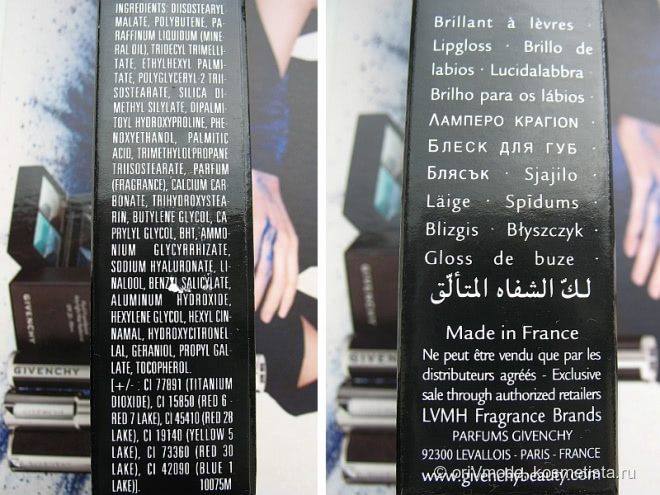 INGREDIENTS DIISOSTEARYL
MALATE, POLYBUTENE, PA-
RAFFINUM LIQUIDUM (MINE-
RAL OIL), TRIDECYL TRIMELLI-
TATE, ETHYLHEXYL PALMI-
TATE, POLYGLYCERYL-2 TRII-
SOSTEARATE, SILICA DI-
METHYL SILYLATE, DIPALMI-
TOYL HYDROXYPROLINE, PHE-
NOXYETHANOL, PALMITIC
ACID, TRIMETHYLOLPROPANE
TRIISOSTEARATE, PARFUM
(FRAGRANCE), CALCIUM CAR-
BONATE, TRIHYDROXYSTEA-
RIN, BUTYLENE GLYCOL, CA-
PRYLYL GLYCOL, BHT, AMMO-
NIUM GLYCYRRHIZATE,
SODIUM HYALURONATE, LI-
NALOOL, BENZYL SALICYLATE,
ALUMINUM HYDROXIDE,
HEXYLENE GLYCOL, HEXYL CIN-
NAMAL, HYDROXYCITRONEL-
LAL, GERANIOL, PROPYL GAL-
LATE, TOCOPHEROL.
[+/- : CI 77891 (TITANIUM
DIOXIDE), CI 15850 (RED 6 -
RED 7 LAKE), CI 45410 (RED 28
LAKE), CI 19140 (YELLOW 5
LAKE), CI 73360 (RED 30
LAKE), CI 42090 (BLUE 1
LAKE)]. 10075M
GIVENCHY
GIVENCHY
Brillant à lèvres ·
Lipgloss · Brillo de
labios · Lucidalabbra ·
Brilho para os lábios ·
ΛΑΜΠΕΡΟ ΚΡΑΓΙΟΝ ·
БЛЕСК ДЛЯ ГУБ ·
Блясък · Sjajilo ·
Läige · Spīdums ·
Blizgis · Błyszczyk ·
Gloss de buze ·
لكّ الشفاه المتألّق
Made in France
Ne peut être vendu que par les
distributeurs agréés - Exclusive
sale through authorized retailers
LVMH Fragrance Brands
PARFUMS GIVENCHY
92300 LEVALLOIS - PARIS - FRANCE
www.givenchybeauty.com
GIVENCHY
kosmetista.ru